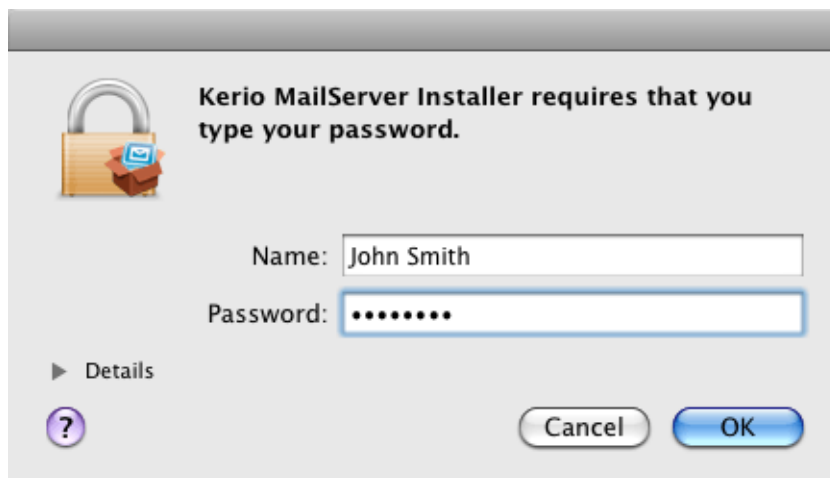 Kerio MailServer Installer requires that you
type your password.
Name: John Smith
Password: ••••••••
Details
?
Cancel
OK